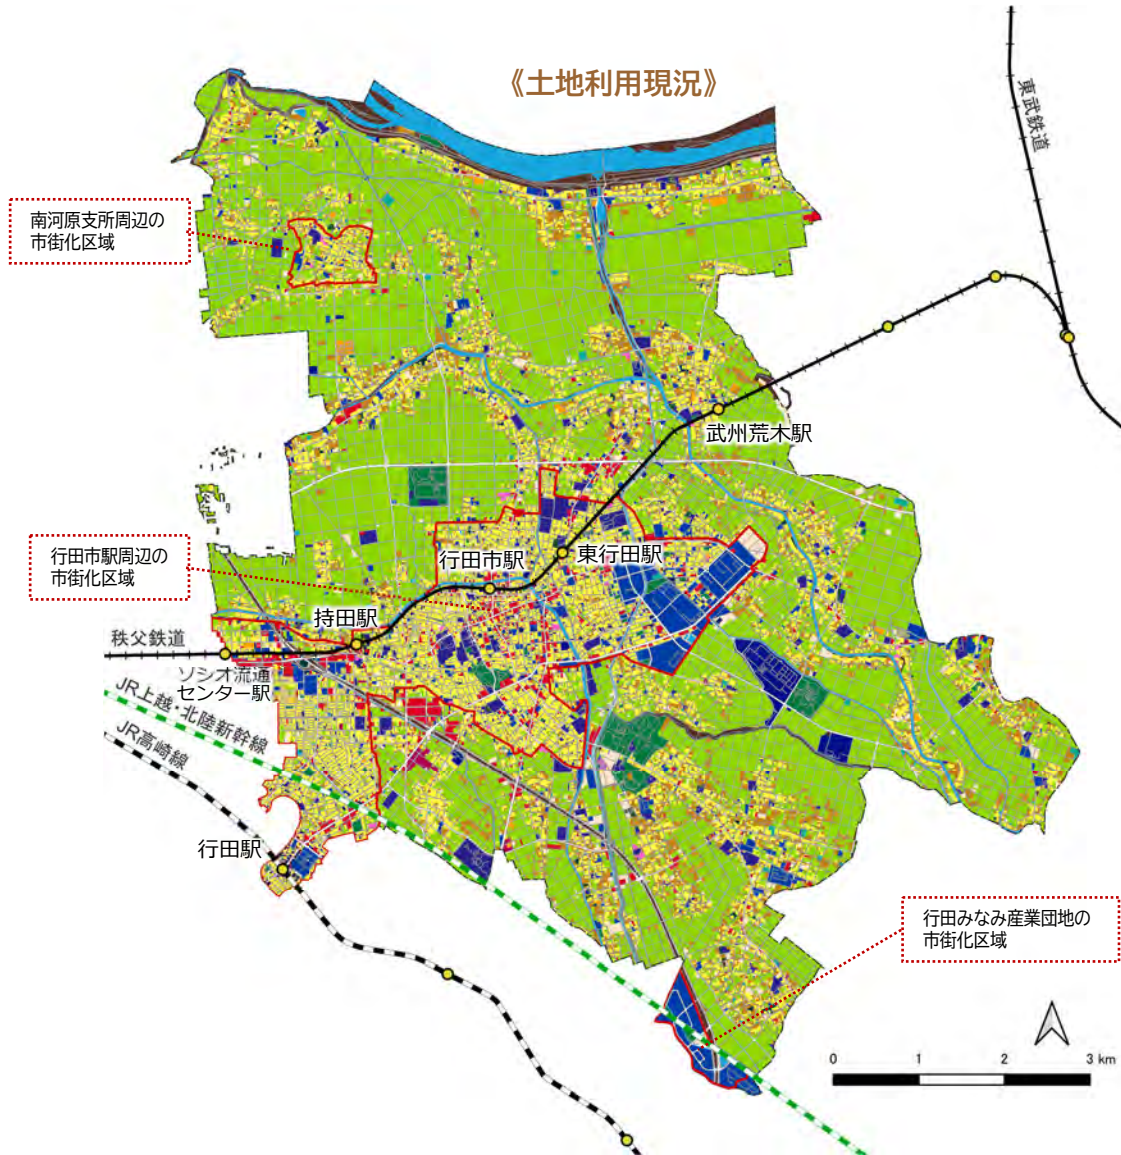 《土地利用現況》
東武鉄道
南河原支所周辺の
市街化区域
武州荒木駅
行田市駅周辺の
市街化区域
行田市駅
東行田駅
持田駅
秩父鉄道
ソシオ流通
センター駅
JR上越・北陸新幹線
JR高崎線
行田駅
行田みなみ産業団地の
市街化区域
0 1 2 3 km